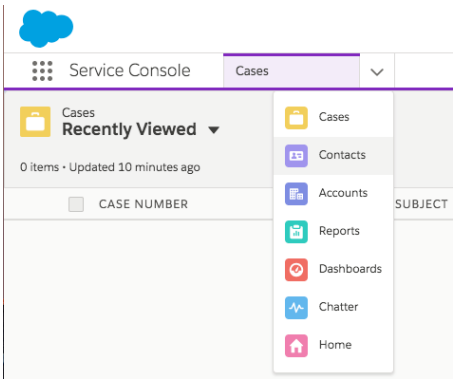 Service Console
Cases
Cases
Recently Viewed
0 items • Updated 10 minutes ago
CASE NUMBER
SUBJECT
Cases
Contacts
Accounts
Reports
Dashboards
Chatter
Home